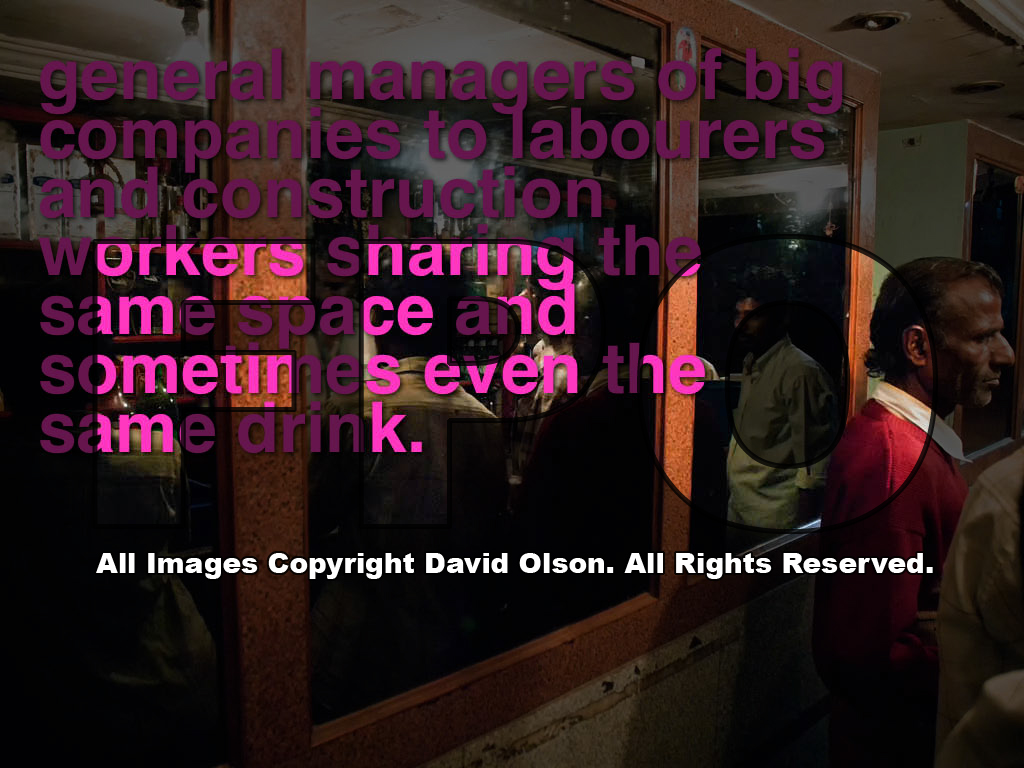 general managers of big
companies to labourers
and construction
workers sharing the
same space and
sometimes even the
same drink.
FPO
All Images Copyright David Olson. All Rights Reserved.